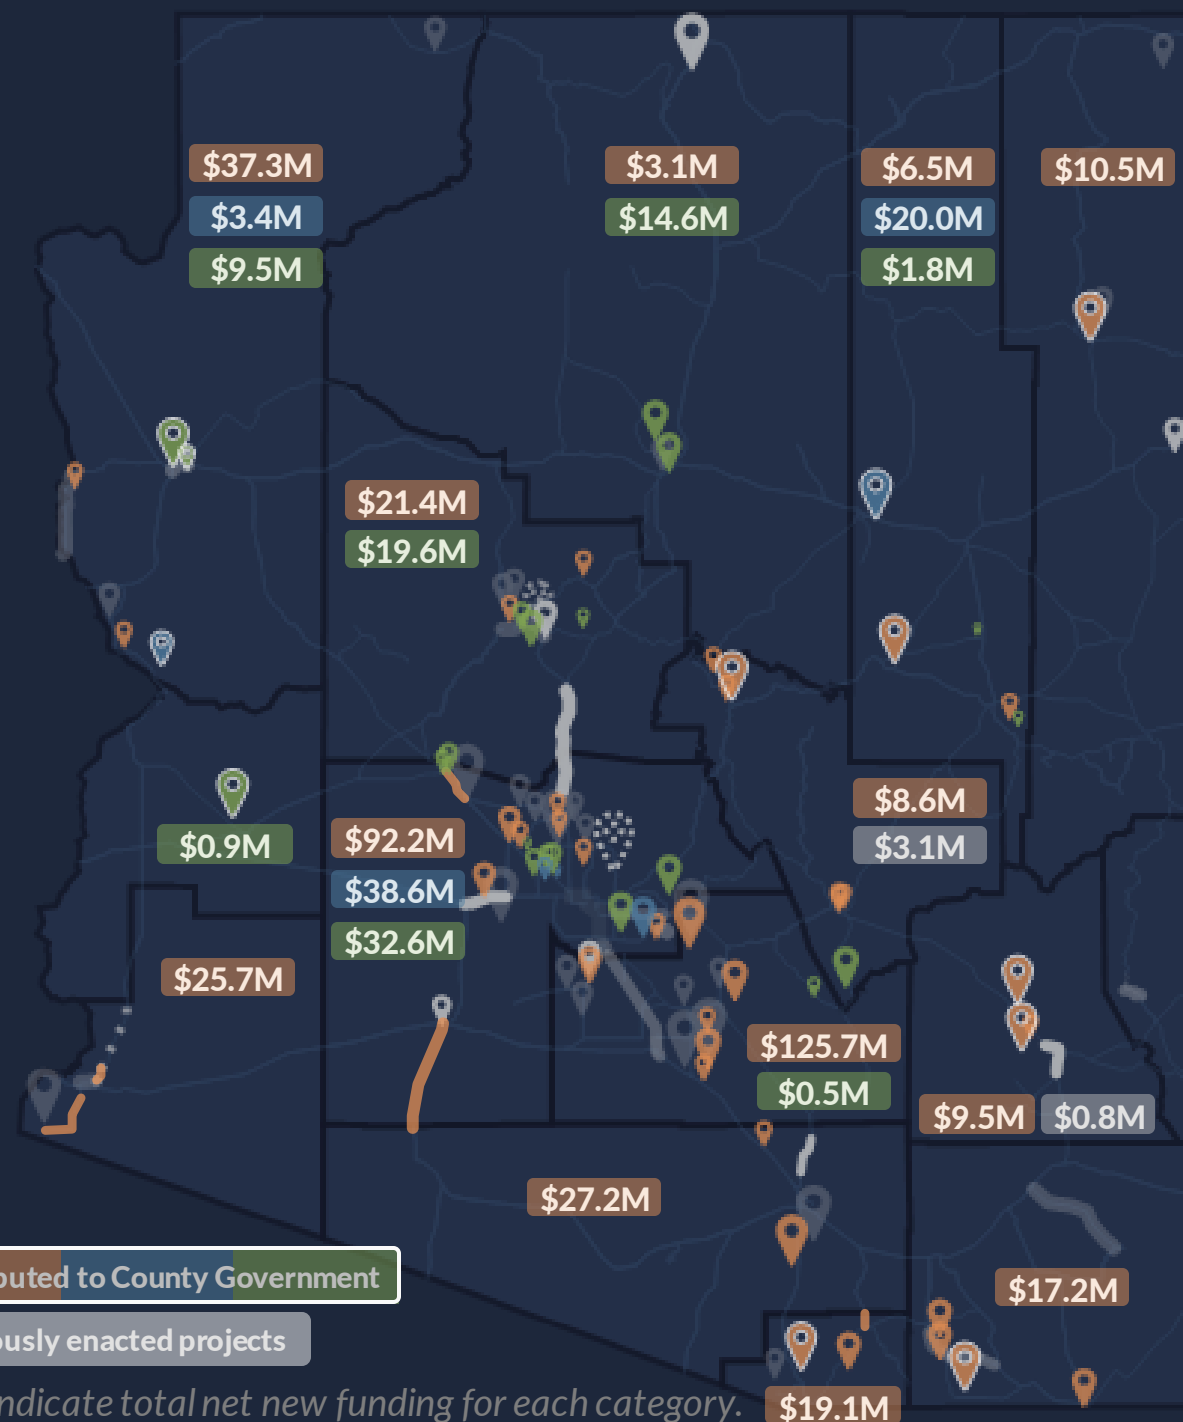 $37.3M
$3.4M
$9.5M
$3.1M
$14.6M
$6.5M
$20.0M
$1.8M
$10.5M
$21.4M
$19.6M
$0.9M
$92.2M
$38.6M
$32.6M
$8.6M
$3.1M
$25.7M
$125.7M
$0.5M
$9.5M $0.8M
$27.2M
$17.2M
buted to County Government
ously enacted projects
ndicate total net new funding for each category.
$19.1M